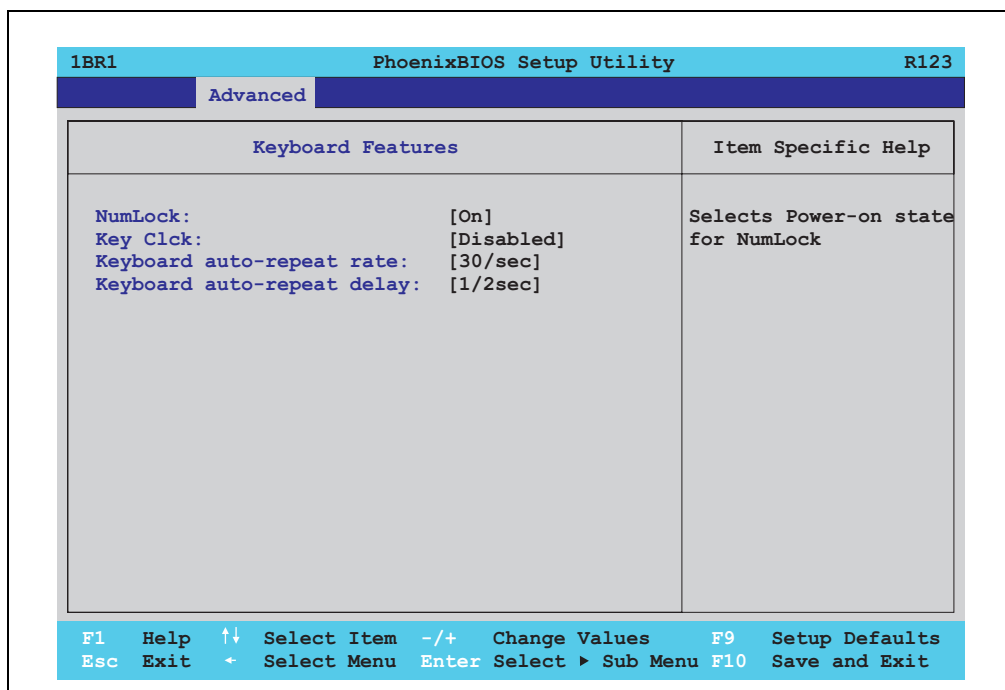 1BR1 PhoenixBIOS Setup Utility R123
Advanced
Keyboard Features
Item Specific Help
NumLock: [On]
Key Clck: [Disabled]
Keyboard auto-repeat rate: [30/sec]
Keyboard auto-repeat delay: [1/2sec]
Selects Power-on state
for NumLock
F1 Help ↑↓ Select Item -/+ Change Values F9 Setup Defaults
Esc Exit ← Select Menu Enter Select ▶ Sub Menu F10 Save and Exit